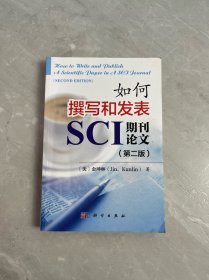 How to Write and Publish
A Scientific Paper in A SCI Journal
(SECOND EDITION)
如何
撰写和发表
SCI期刊论文
(第二版)
〔美〕金坤林 (Jin, Kunlin) 著
科学出版社